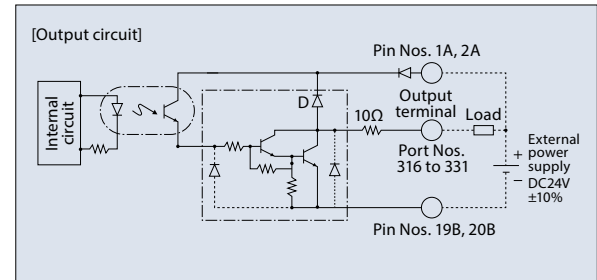 [Output circuit]
Pin Nos. 1A, 2A
Internal
circuit
D
10Ω
Output
terminal
Load
Port Nos.
316 to 331
+
External
power
supply
−
DC24V
±10%
Pin Nos. 19B, 20B